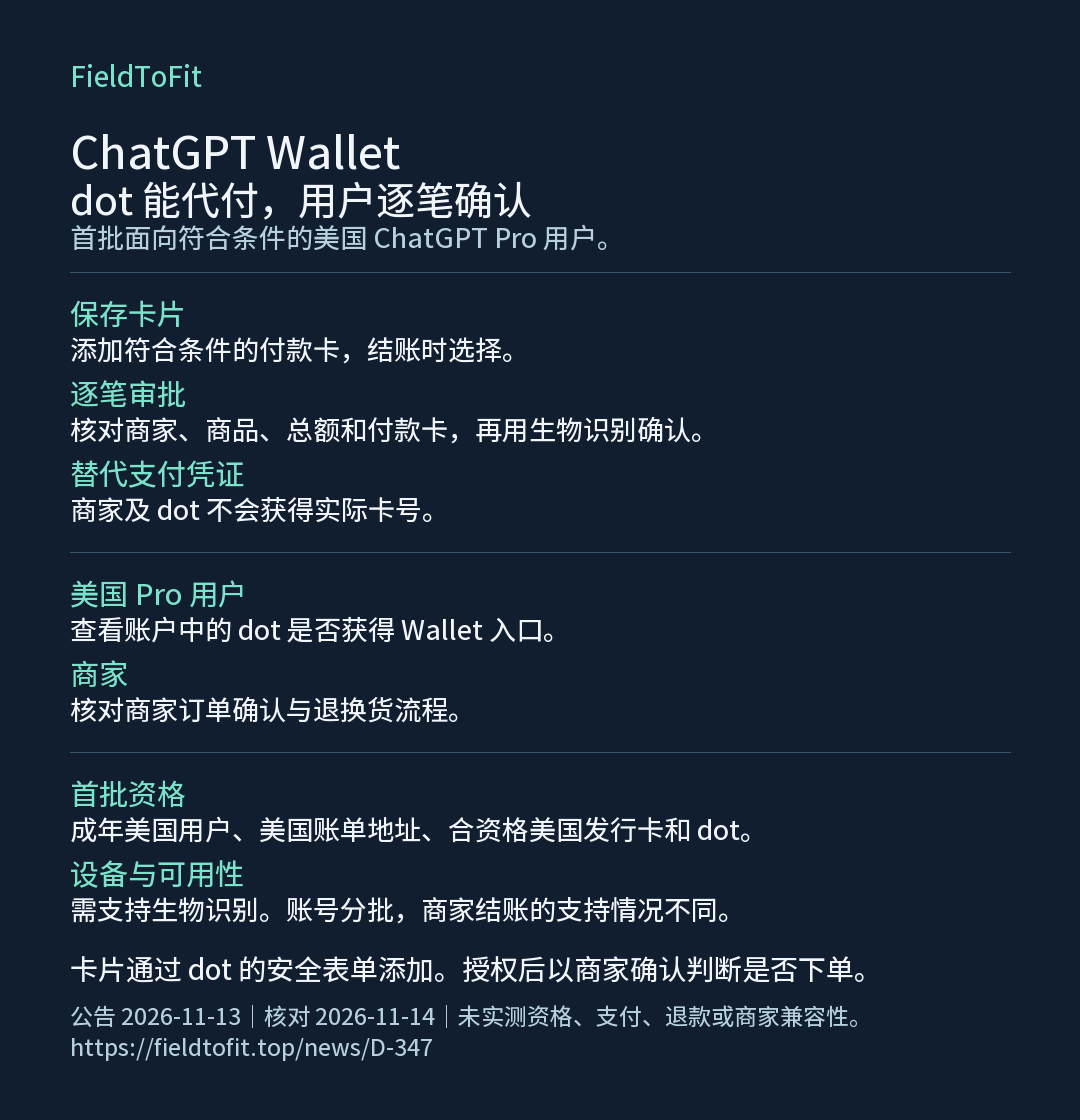 FieldToFit
ChatGPT Wallet
dot 能代付，用户逐笔确认
首批面向符合条件的美国 ChatGPT Pro 用户。
保存卡片
添加符合条件的付款卡，结账时选择。
逐笔审批
核对商家、商品、总额和付款卡，再用生物识别确认。
替代支付凭证
商家及 dot 不会获得实际卡号。
美国 Pro 用户
查看账户中的 dot 是否获得 Wallet 入口。
商家
核对商家订单确认与退换货流程。
首批资格
成年美国用户、美国账单地址、合资格美国发行卡和 dot。
设备与可用性
需支持生物识别。账号分批，商家结账的支持情况不同。
卡片通过 dot 的安全表单添加。授权后以商家确认判断是否下单。
公告 2026-11-13｜核对 2026-11-14｜未实测资格、支付、退款或商家兼容性。
https://fieldtofit.top/news/D-347